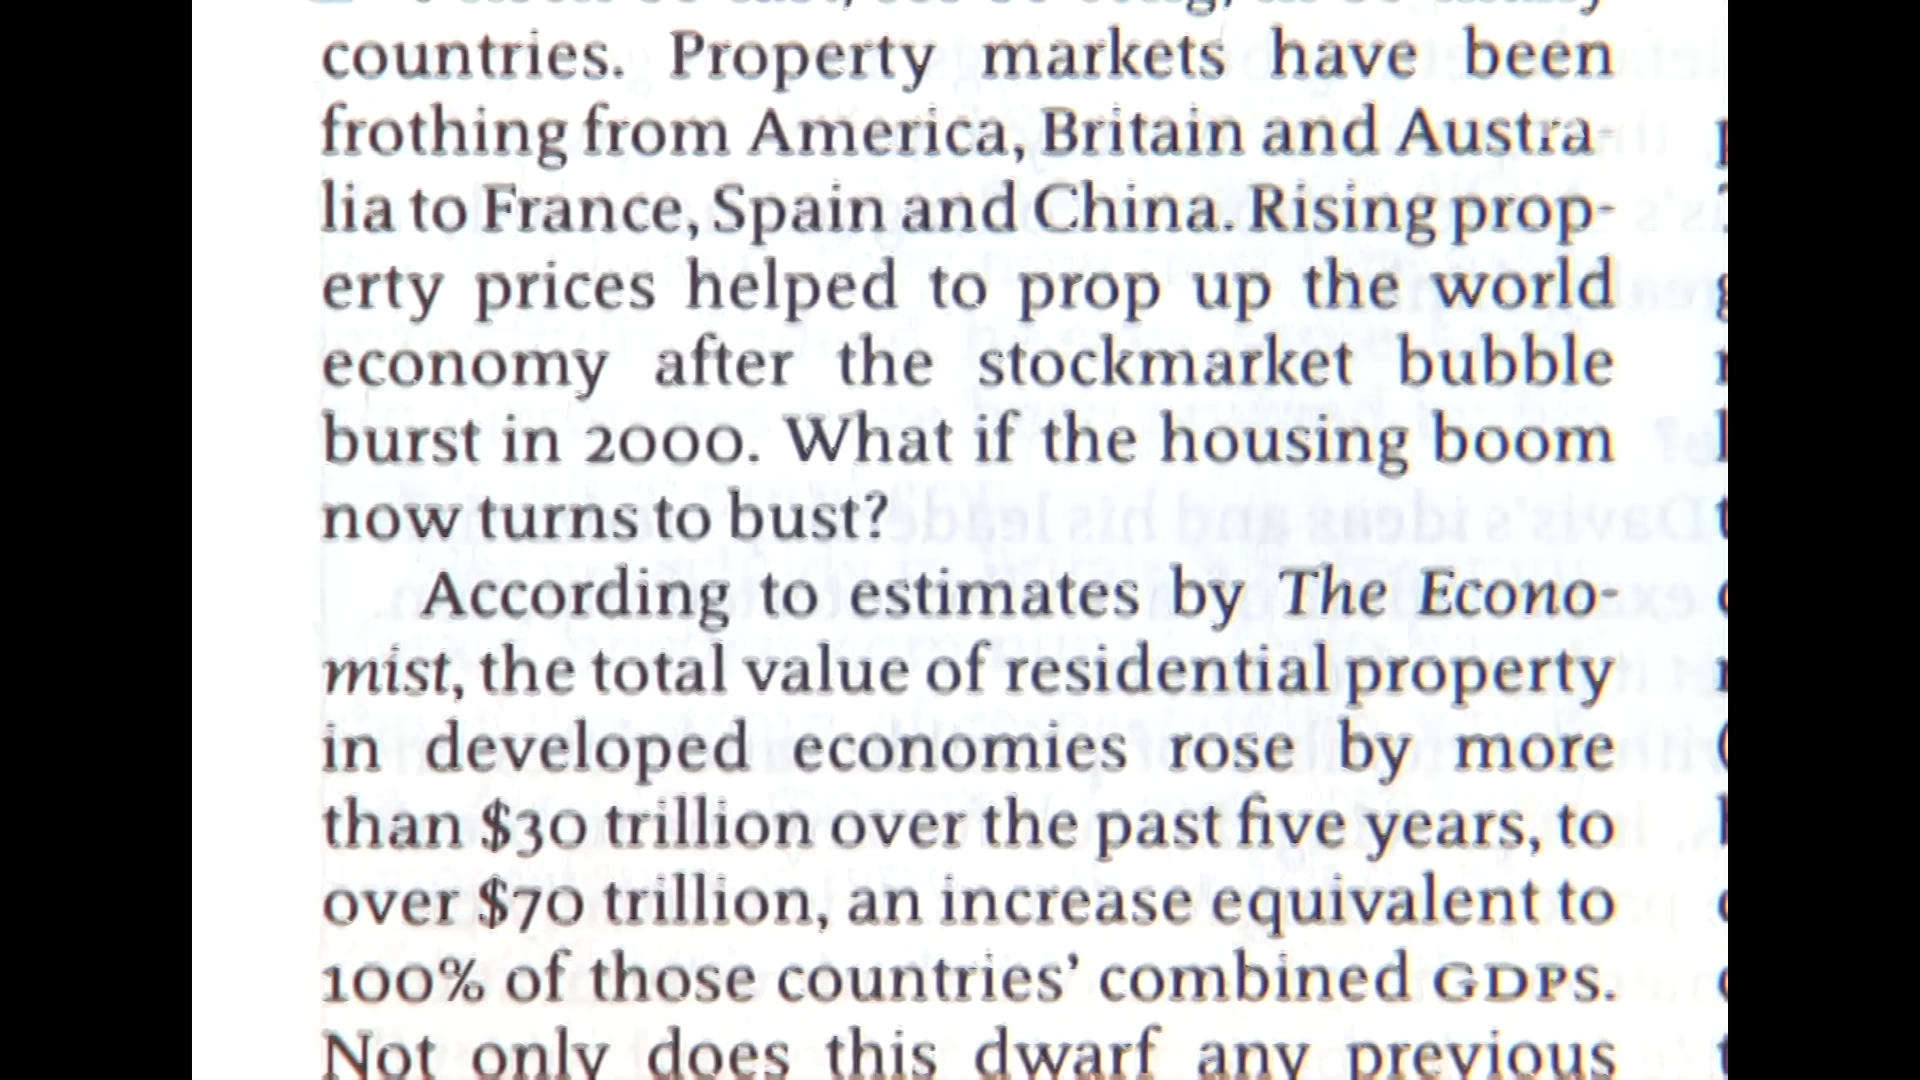 countries. Property markets have been
frothing from America, Britain and Austra-
lia to France, Spain and China. Rising prop-
erty prices helped to prop up the world
economy after the stockmarket bubble
burst in 2000. What if the housing boom
now turns to bust?
According to estimates by The Econo-
mist, the total value of residential property
in developed economies rose by more
than $30 trillion over the past five years, to
over $70 trillion, an increase equivalent to
100% of those countries' combined GDPs.
Not only does this dwarf any previous